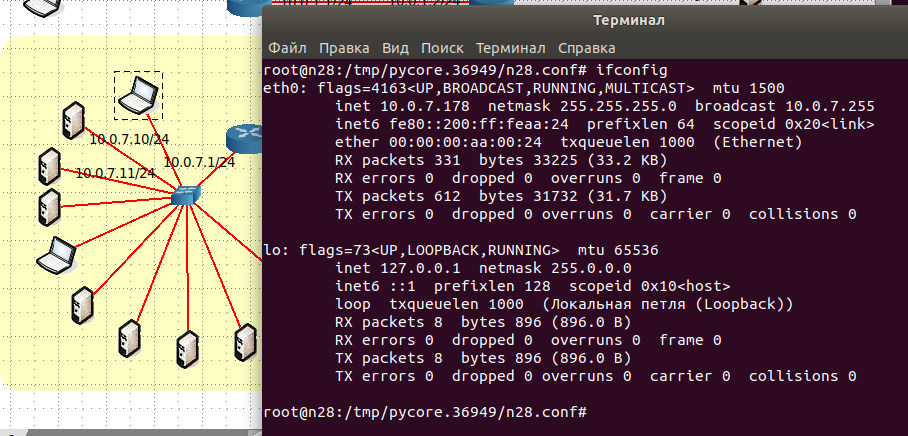 Терминал
Файл Правка Вид Поиск Терминал Справка
root@n28:/tmp/pycore.36949/n28.conf# ifconfig
eth0: flags=4163<UP,BROADCAST,RUNNING,MULTICAST>  mtu 1500
        inet 10.0.7.178  netmask 255.255.255.0  broadcast 10.0.7.255
        inet6 fe80::200:ff:feaa:24  prefixlen 64  scopeid 0x20<link>
        ether 00:00:00:aa:00:24  txqueuelen 1000  (Ethernet)
        RX packets 331  bytes 33225 (33.2 KB)
        RX errors 0  dropped 0  overruns 0  frame 0
        TX packets 612  bytes 31732 (31.7 KB)
        TX errors 0  dropped 0 overruns 0  carrier 0  collisions 0
lo: flags=73<UP,LOOPBACK,RUNNING>  mtu 65536
        inet 127.0.0.1  netmask 255.0.0.0
        inet6 ::1  prefixlen 128  scopeid 0x10<host>
        loop  txqueuelen 1000  (Локальная петля (Loopback))
        RX packets 8  bytes 896 (896.0 B)
        RX errors 0  dropped 0  overruns 0  frame 0
        TX packets 8  bytes 896 (896.0 B)
        TX errors 0  dropped 0 overruns 0  carrier 0  collisions 0
root@n28:/tmp/pycore.36949/n28.conf#
10.0.7.10/24
10.0.7.1/24
10.0.7.11/24